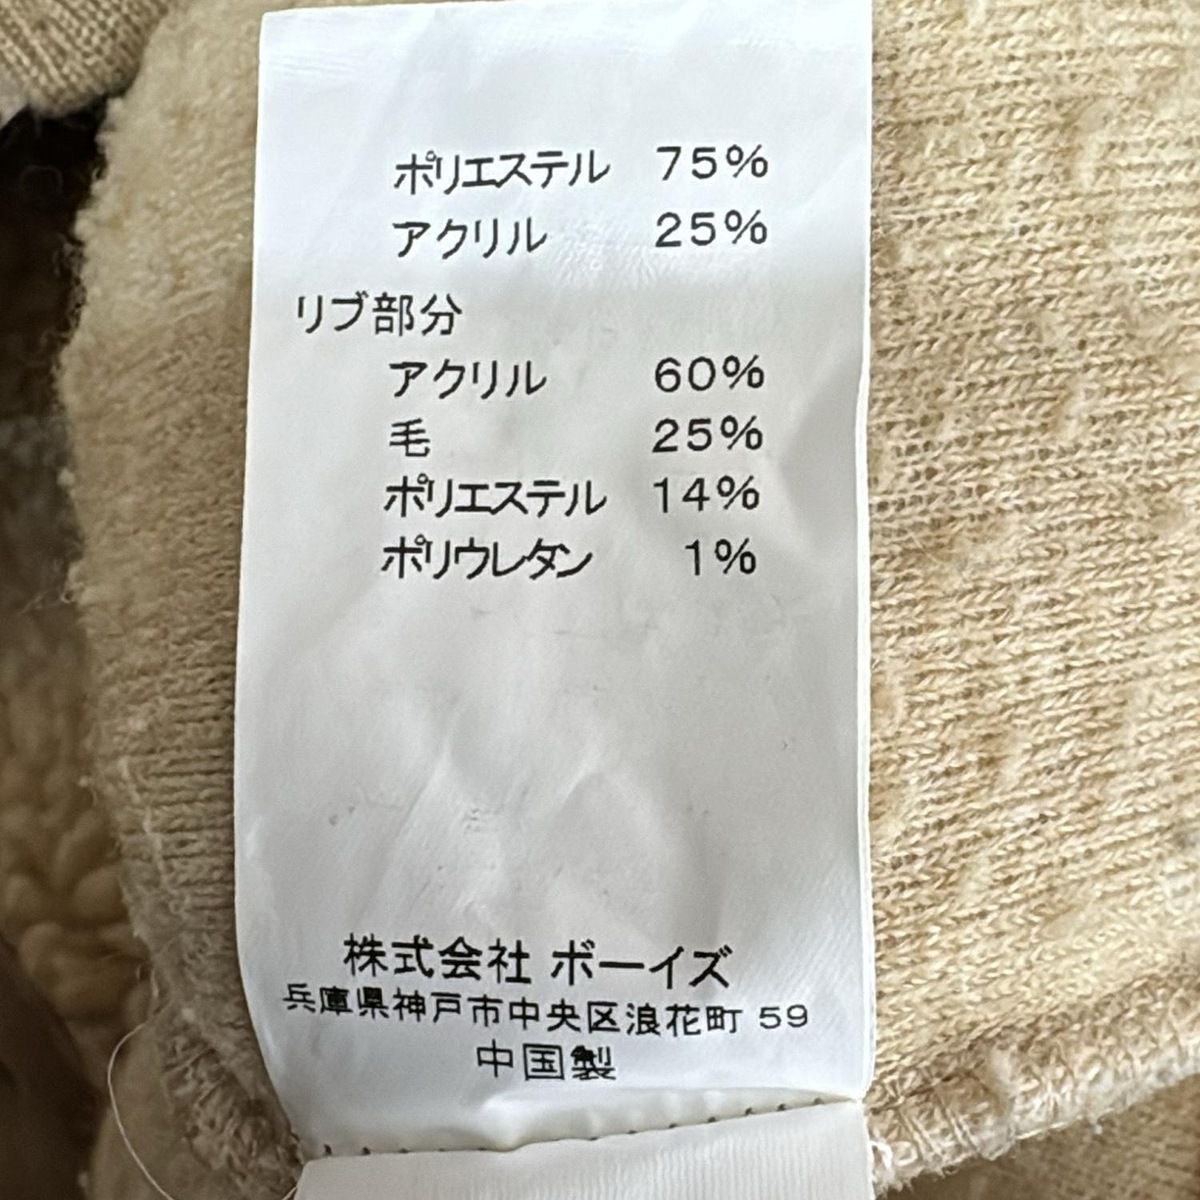 ポリエステル 75%
アクリル 25%
リブ部分
アクリル 60%
毛 25%
ポリエステル 14%
ポリウレタン 1%
株式会社 ボーイズ
兵庫県神戸市中央区浪花町 59
中国製